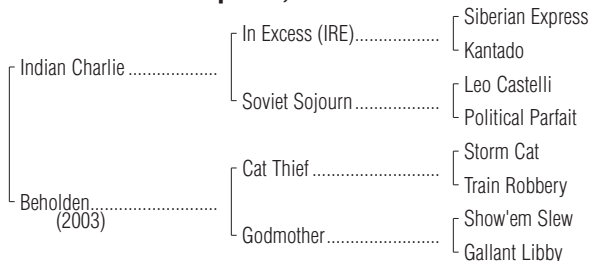 Siberian Express
In Excess (IRE)...................
Kantado
Indian Charlie ....................
Leo Castelli
Soviet Sojourn...................
Political Parfait
Storm Cat
Cat Thief ...........................
Train Robbery
Beholden...........................
(2003)
Show'em Slew
Godmother........................
Gallant Libby